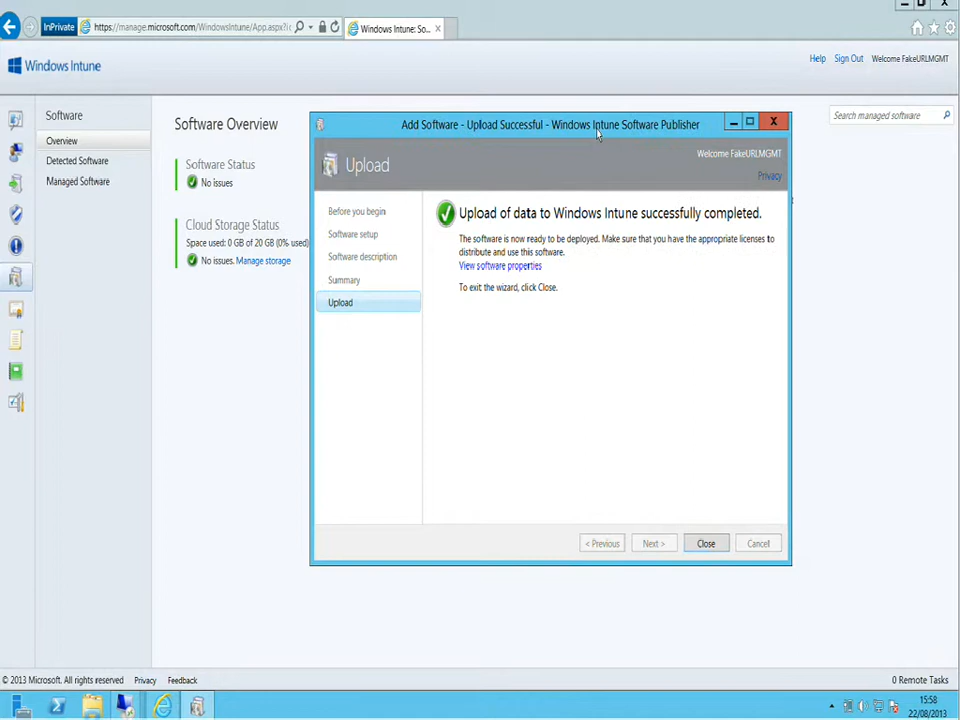 InPrivate
https://manage.microsoft.com/WindowsIntune/App.aspx?i
Windows Intune: So...
Windows Intune
Help
Sign Out
Welcome FakeURLMGMT
Software
Overview
Detected Software
Managed Software
Software Overview
Search managed software
Software Status
No issues
Cloud Storage Status
Space used: 0 GB of 20 GB (0% used)
No issues. Manage storage
Add Software - Upload Successful - Windows Intune Software Publisher
Upload
Welcome FakeURLMGMT
Privacy
Before you begin
Software setup
Software description
Summary
Upload
Upload of data to Windows Intune successfully completed.
The software is now ready to be deployed. Make sure that you have the appropriate licenses to
distribute and use this software.
View software properties
To exit the wizard, click Close.
< Previous
Next >
Close
Cancel
© 2013 Microsoft. All rights reserved
Privacy
Feedback
0 Remote Tasks
15:58
22/08/2013